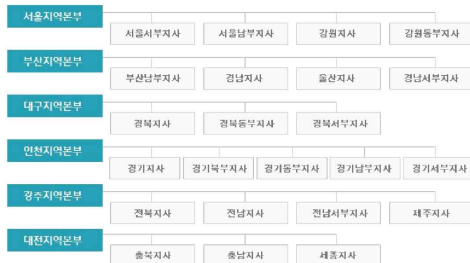 서울지역본부
서울서부지사 서울남부지사 강원지사 강원동부지사
부산지역본부
부산남부지사 경남지사 울산지사 경남서부지사
대구지역본부
경북지사 경북동부지사 경북서부지사
인천지역본부
경기지사 경기북부지사 경기동부지사 경기남부지사 경기서부지사
광주지역본부
전북지사 전남지사 전남서부지사 제주지사
대전지역본부
충북지사 충남지사 세종지사